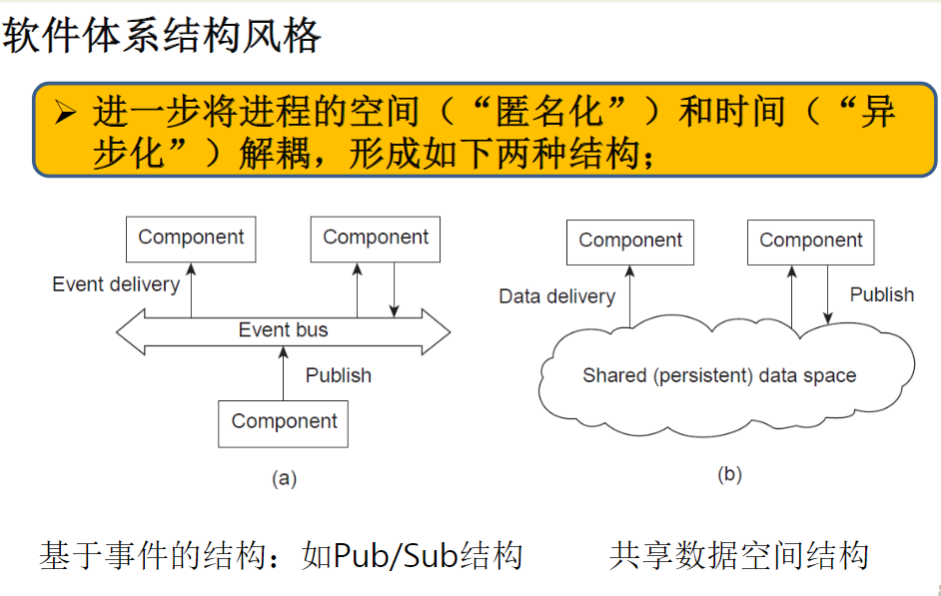 软件体系结构风格
➢ 进一步将进程的空间（“匿名化”）和时间（“异
步化”）解耦，形成如下两种结构；
Component
Component
Event delivery
Event bus
Publish
Component
(a)
Component
Component
Data delivery
Publish
Shared (persistent) data space
(b)
基于事件的结构：如Pub/Sub结构
共享数据空间结构